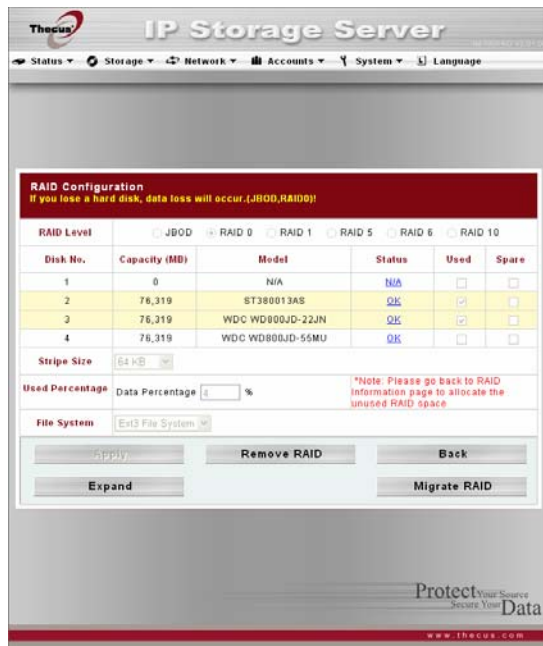 Thecus
IP Storage Server
Status Storage Network Accounts System Language
RAID Configuration
If you lose a hard disk, data loss will occur.(JBOD,RAID0)!
RAID Level JBOD RAID 0 RAID 1 RAID 5 RAID 6 RAID 10
Disk No. Capacity (MB) Model Status Used Spare
1 0 N/A N/A
2 76,319 ST380013AS OK
3 76,319 WDC WD800JD-22JN OK
4 76,319 WDC WD800JD-55MU OK
Stripe Size 64 KB
Used Percentage Data Percentage 4 % *Note: Please go back to RAID
Information page to allocate the
unused RAID space
File System Ext3 File System
Apply Remove RAID Back
Expand Migrate RAID
Protect Your Source
Secure Your Data
www.thecus.com